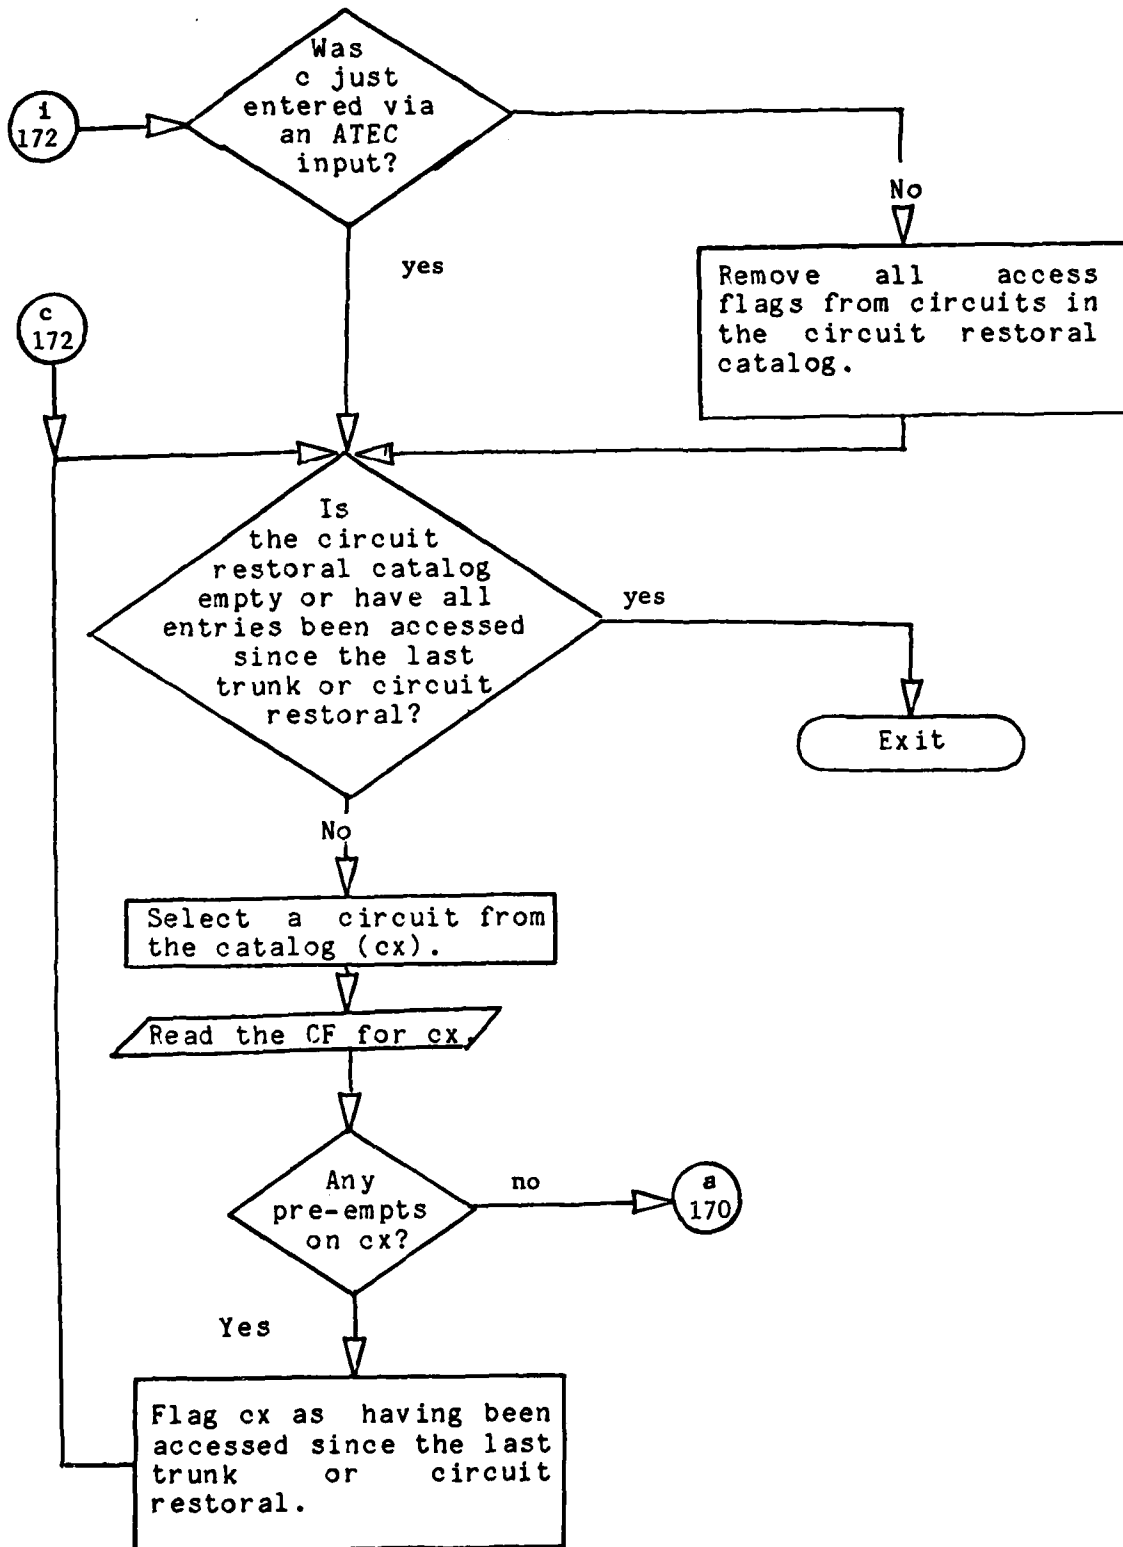 Was
c just
entered via
an ATEC
input?
i
172
No
yes
Remove all access
flags from circuits in
the circuit restoral
catalog.
c
172
Is
the circuit
restoral catalog
empty or have all
entries been accessed
since the last
trunk or circuit
restoral?
yes
Exit
No
Select a circuit from
the catalog (cx).
Read the CF for cx.
Any
pre-empts
on cx?
no
a
170
Yes
Flag cx as having been
accessed since the last
trunk or circuit
restoral.